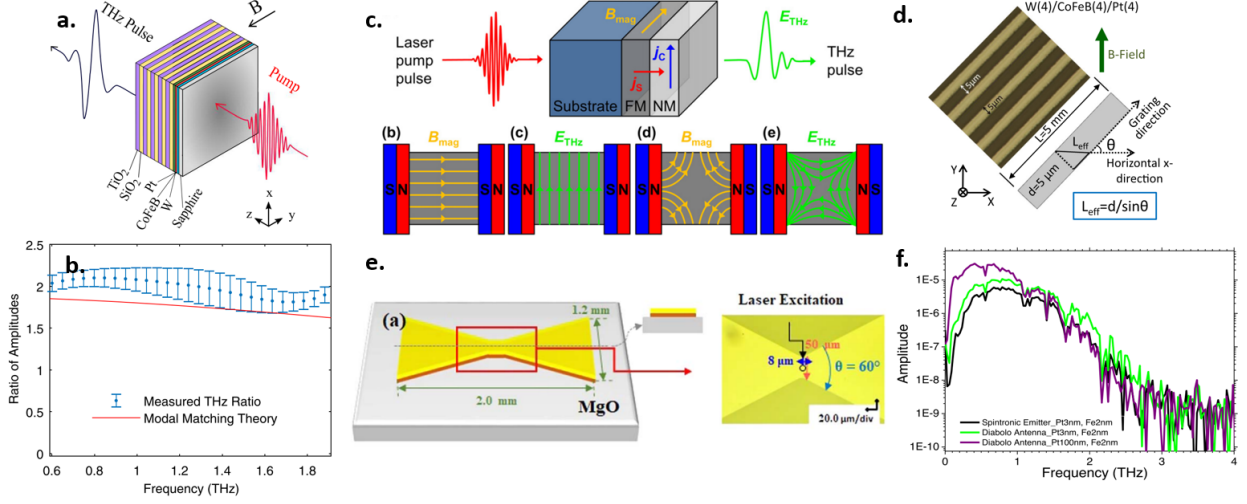 a.
THz Pulse
B
Pump
TiO2
SiO2
CoFeB
Pt
W
Sapphire
x
z
y
b.
2.5
2
1.5
1
0.5
0
Ratio of Amplitudes
Measured THz Ratio
Modal Matching Theory
0.6
0.8
1.0
1.2
1.4
1.6
1.8
Frequency (THz)
c.
Laser
pump
pulse
Bmag
jC
jS
Substrate
FM
NM
ETHz
THz
pulse
(b)
Bmag
S N
S N
(c)
ETHz
S N
S N
(d)
Bmag
S N
N S
(e)
ETHz
S N
N S
d.
W(4)/CoFeB(4)/Pt(4)
B-Field
5μm
5μm
L=5 mm
Grating
direction
Leff
θ
Horizontal x-
direction
d=5 μm
Y
Z
X
Leff=d/sinθ
e.
(a)
1.2 mm
2.0 mm
MgO
Laser Excitation
50 μm
8 μm
θ = 60°
20.0 μm/div
f.
1E-5
1E-6
1E-7
1E-8
1E-9
1E-10
Amplitude
Spintronic Emitter_Pt3nm, Fe2nm
Diabolo Antenna_Pt3nm, Fe2nm
Diabolo Antenna_Pt100nm, Fe2nm
0
1
2
3
4
Frequency (THz)